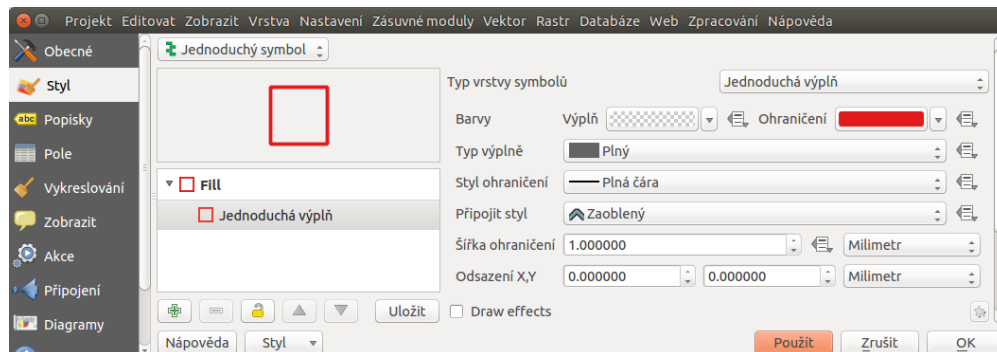 Projekt Editovat Zobrazit Vrstva Nastavení Zásuvné moduly Vektor Rastr Databáze Web Zpracování Nápověda
Obecné
Styl
abc Popisky
Pole
Vykreslování
Zobrazit
Akce
Připojení
Diagramy
Jednoduchý symbol
Fill
Jednoduchá výplň
Uložit
Typ vrstvy symbolů Jednoduchá výplň
Barvy Výplň Ohraničení
Typ výplně Plný
Styl ohraničení Plná čára
Připojit styl Zaoblený
Šířka ohraničení 1.000000 Milimetr
Odsazení X,Y 0.000000 0.000000 Milimetr
Draw effects
Nápověda Styl Použít Zrušit OK